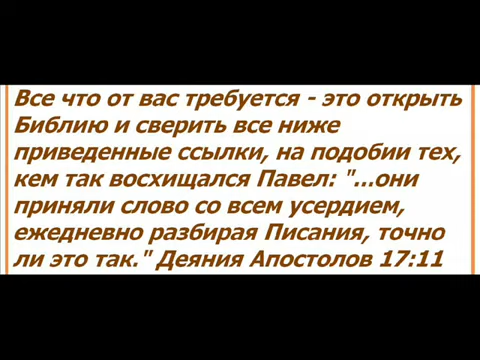 Все что от вас требуется - это открыть
Библию и сверить все ниже
приведенные ссылки, на подобии тех,
кем так восхищался Павел: "...они
приняли слово со всем усердием,
ежедневно разбирая Писания, точно
ли это так." Деяния Апостолов 17:11